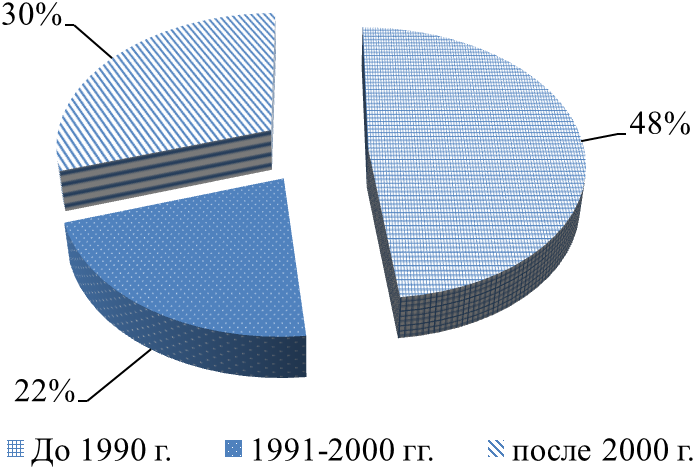 30%
48%
22%
До 1990 г.
1991-2000 гг.
после 2000 г.